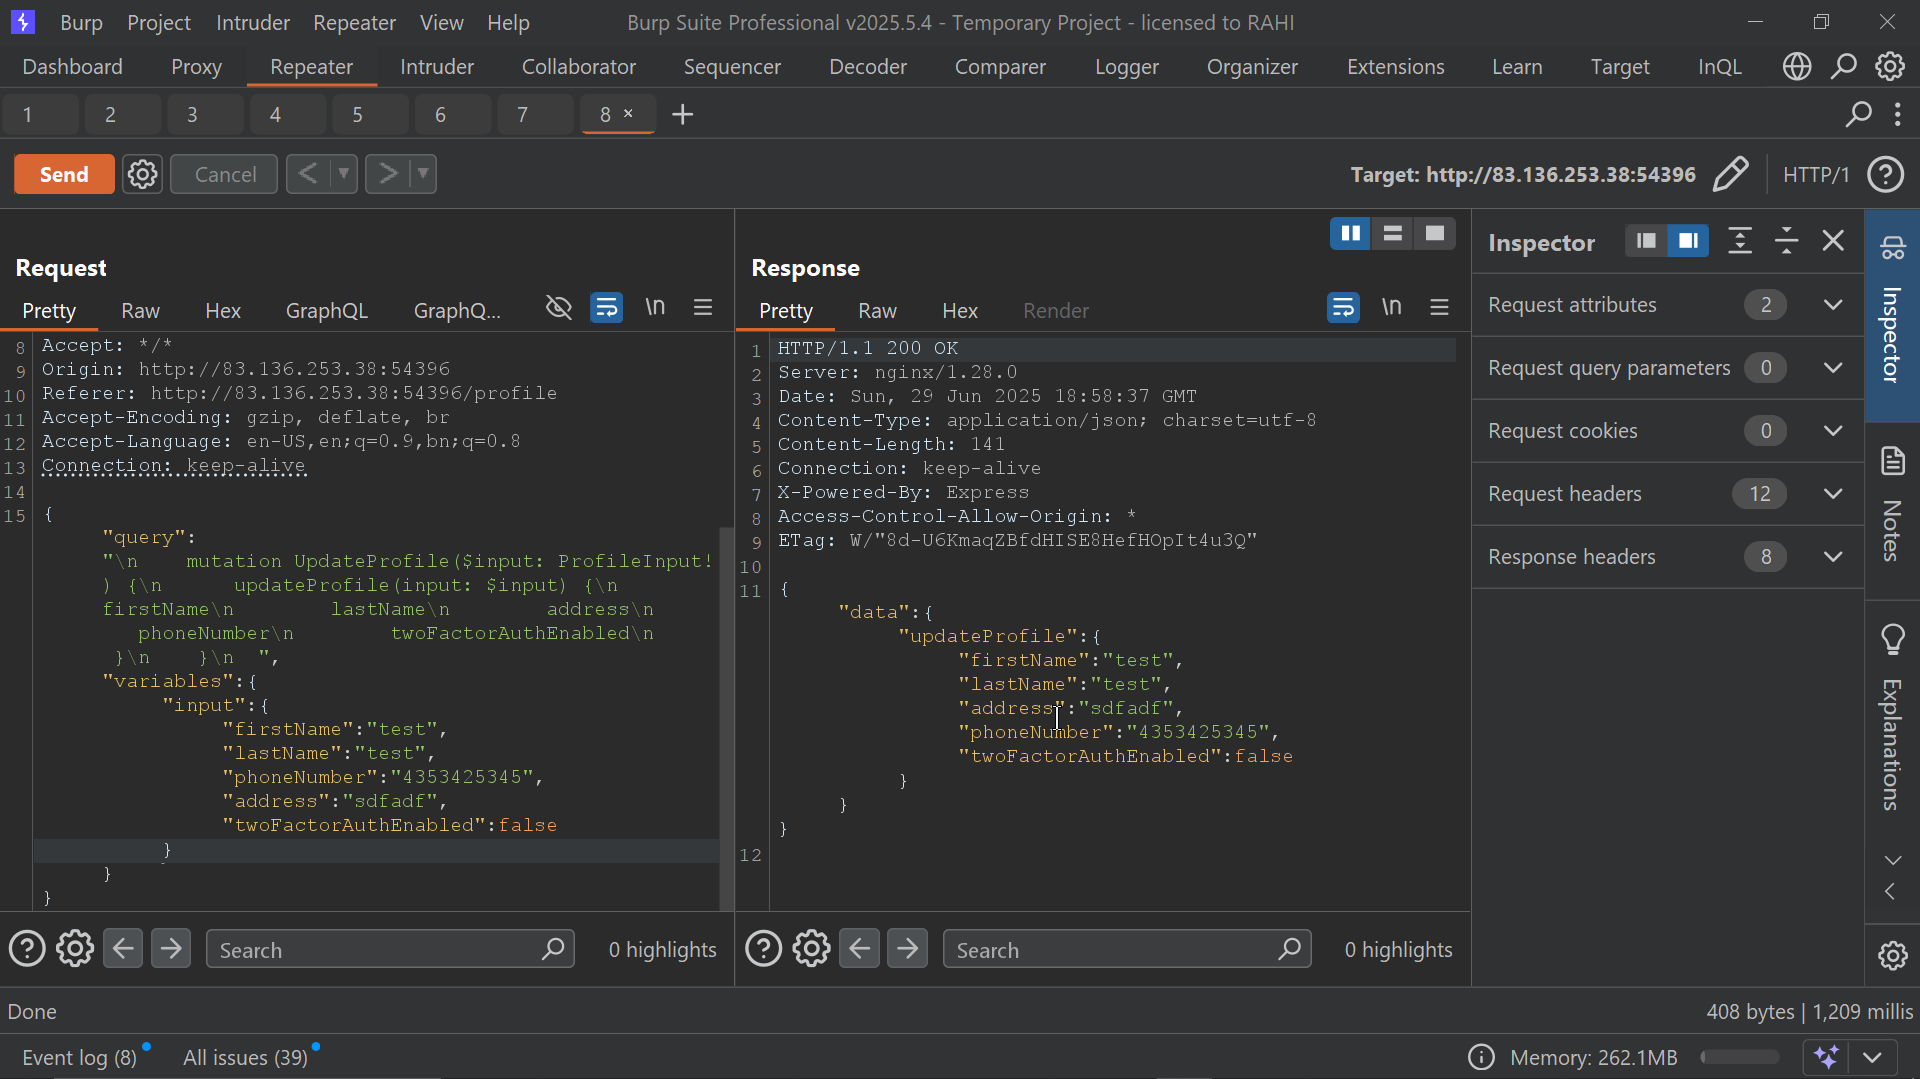 Burp Project Intruder Repeater View Help Burp Suite Professional v2025.5.4 - Temporary Project - licensed to RAHI
Dashboard Proxy Repeater Intruder Collaborator Sequencer Decoder Comparer Logger Organizer Extensions Learn Target InQL
1 2 3 4 5 6 7 8 × +
Send Cancel < > Target: http://83.136.253.38:54396 HTTP/1 ?
Request
Pretty Raw Hex GraphQL GraphQ... \n
8 Accept: */*
9 Origin: http://83.136.253.38:54396
10 Referer: http://83.136.253.38:54396/profile
11 Accept-Encoding: gzip, deflate, br
12 Accept-Language: en-US,en;q=0.9,bn;q=0.8
13 Connection: keep-alive
14
15 {
"query":
"\n    mutation UpdateProfile($input: ProfileInput!
) {\n      updateProfile(input: $input) {\n
firstName\n        lastName\n        address\n
phoneNumber\n        twoFactorAuthEnabled\n
}\n    }\n  ",
"variables":{
"input":{
"firstName":"test",
"lastName":"test",
"phoneNumber":"4353425345",
"address":"sdfadf",
"twoFactorAuthEnabled":false
}
}
}
Search 0 highlights
Response
Pretty Raw Hex Render \n
1 HTTP/1.1 200 OK
2 Server: nginx/1.28.0
3 Date: Sun, 29 Jun 2025 18:58:37 GMT
4 Content-Type: application/json; charset=utf-8
5 Content-Length: 141
6 Connection: keep-alive
7 X-Powered-By: Express
8 Access-Control-Allow-Origin: *
9 ETag: W/"8d-U6KmaqZBfdHISE8HefHOpIt4u3Q"
10
11 {
"data":{
"updateProfile":{
"firstName":"test",
"lastName":"test",
"address":"sdfadf",
"phoneNumber":"4353425345",
"twoFactorAuthEnabled":false
}
}
}
12
Search 0 highlights
Inspector
Request attributes 2
Request query parameters 0
Request cookies 0
Request headers 12
Response headers 8
Inspector
Notes
Explanations
Done 408 bytes | 1,209 millis
Event log (8) All issues (39) Memory: 262.1MB